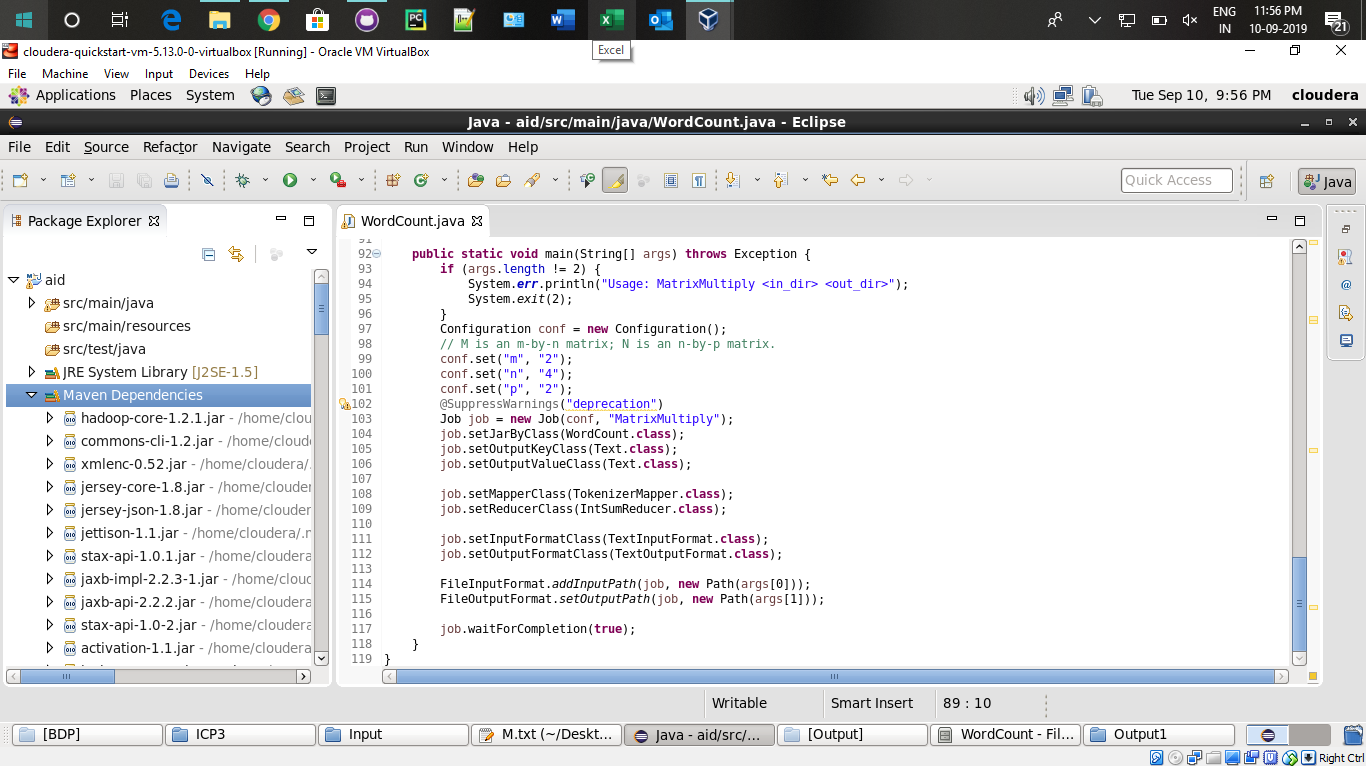 ENG
11:56 PM
IN
10-09-2019
21
cloudera-quickstart-vm-5.13.0-0-virtualbox [Running] - Oracle VM VirtualBox
Excel
File Machine View Input Devices Help
Applications Places System
Tue Sep 10, 9:56 PM cloudera
Java - aid/src/main/java/WordCount.java - Eclipse
File Edit Source Refactor Navigate Search Project Run Window Help
Quick Access
Java
Package Explorer
WordCount.java
aid
src/main/java
src/main/resources
src/test/java
JRE System Library [J2SE-1.5]
Maven Dependencies
hadoop-core-1.2.1.jar - /home/clou
commons-cli-1.2.jar - /home/cloude
xmlenc-0.52.jar - /home/cloudera/.
jersey-core-1.8.jar - /home/clouder
jersey-json-1.8.jar - /home/clouder
jettison-1.1.jar - /home/cloudera/.m
stax-api-1.0.1.jar - /home/cloudera
jaxb-impl-2.2.3-1.jar - /home/cloud
jaxb-api-2.2.2.jar - /home/cloudera
stax-api-1.0-2.jar - /home/cloudera
activation-1.1.jar - /home/cloudera
91
92 public static void main(String[] args) throws Exception {
93 if (args.length != 2) {
94 System.err.println("Usage: MatrixMultiply <in_dir> <out_dir>");
95 System.exit(2);
96 }
97 Configuration conf = new Configuration();
98 // M is an m-by-n matrix; N is an n-by-p matrix.
99 conf.set("m", "2");
100 conf.set("n", "4");
101 conf.set("p", "2");
102 @SuppressWarnings("deprecation")
103 Job job = new Job(conf, "MatrixMultiply");
104 job.setJarByClass(WordCount.class);
105 job.setOutputKeyClass(Text.class);
106 job.setOutputValueClass(Text.class);
107
108 job.setMapperClass(TokenizerMapper.class);
109 job.setReducerClass(IntSumReducer.class);
110
111 job.setInputFormatClass(TextInputFormat.class);
112 job.setOutputFormatClass(TextOutputFormat.class);
113
114 FileInputFormat.addInputPath(job, new Path(args[0]));
115 FileOutputFormat.setOutputPath(job, new Path(args[1]));
116
117 job.waitForCompletion(true);
118 }
119 }
Writable
Smart Insert
89 : 10
[BDP]
ICP3
Input
M.txt (~/Deskt...
Java - aid/src/...
[Output]
WordCount - Fil...
Output1
Right Ctrl